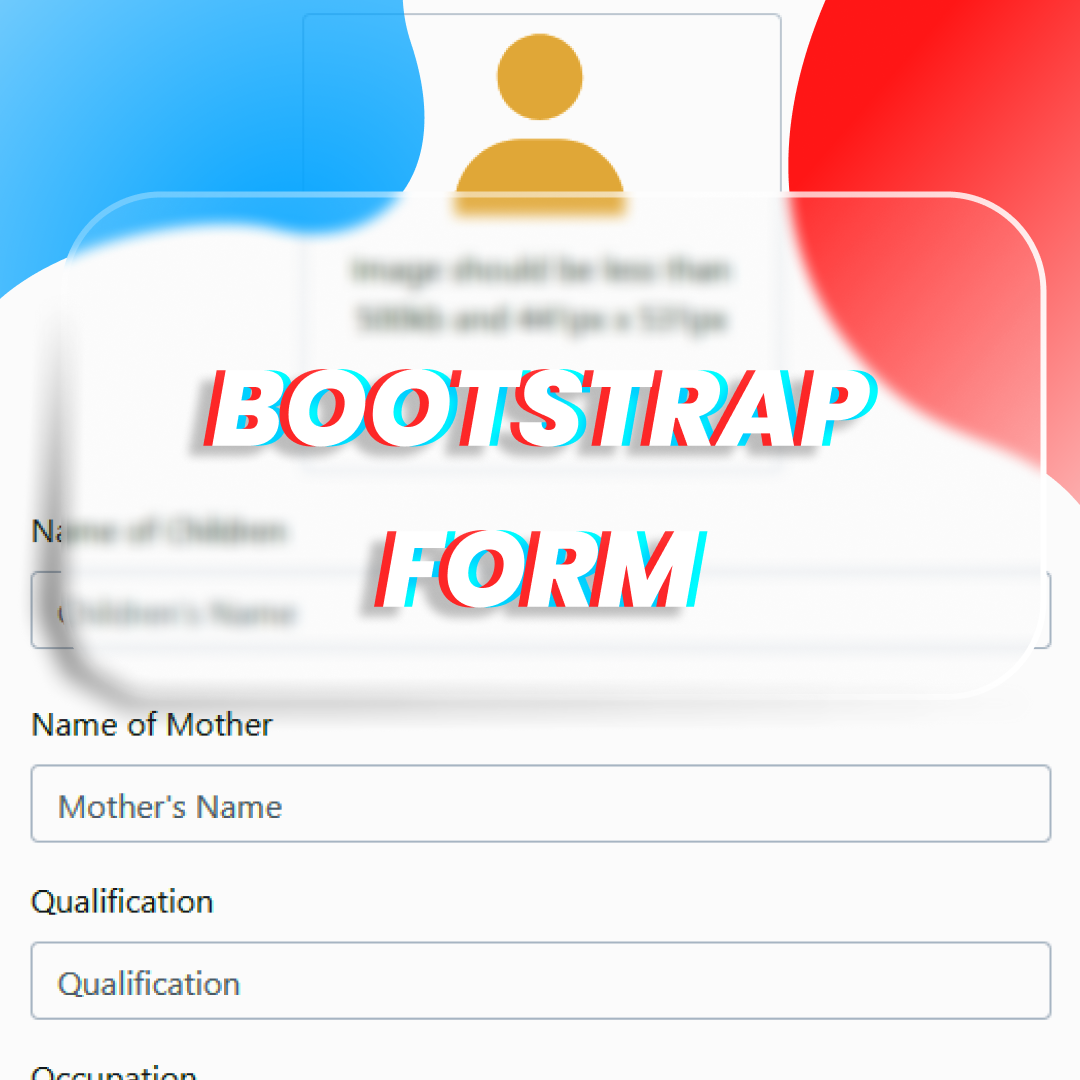 Image should be less than
500kb and 441px x 531px
BOOTSTRAP
Name of Children
FORM
Children's Name
Name of Mother
Mother's Name
Qualification
Qualification
Occupation